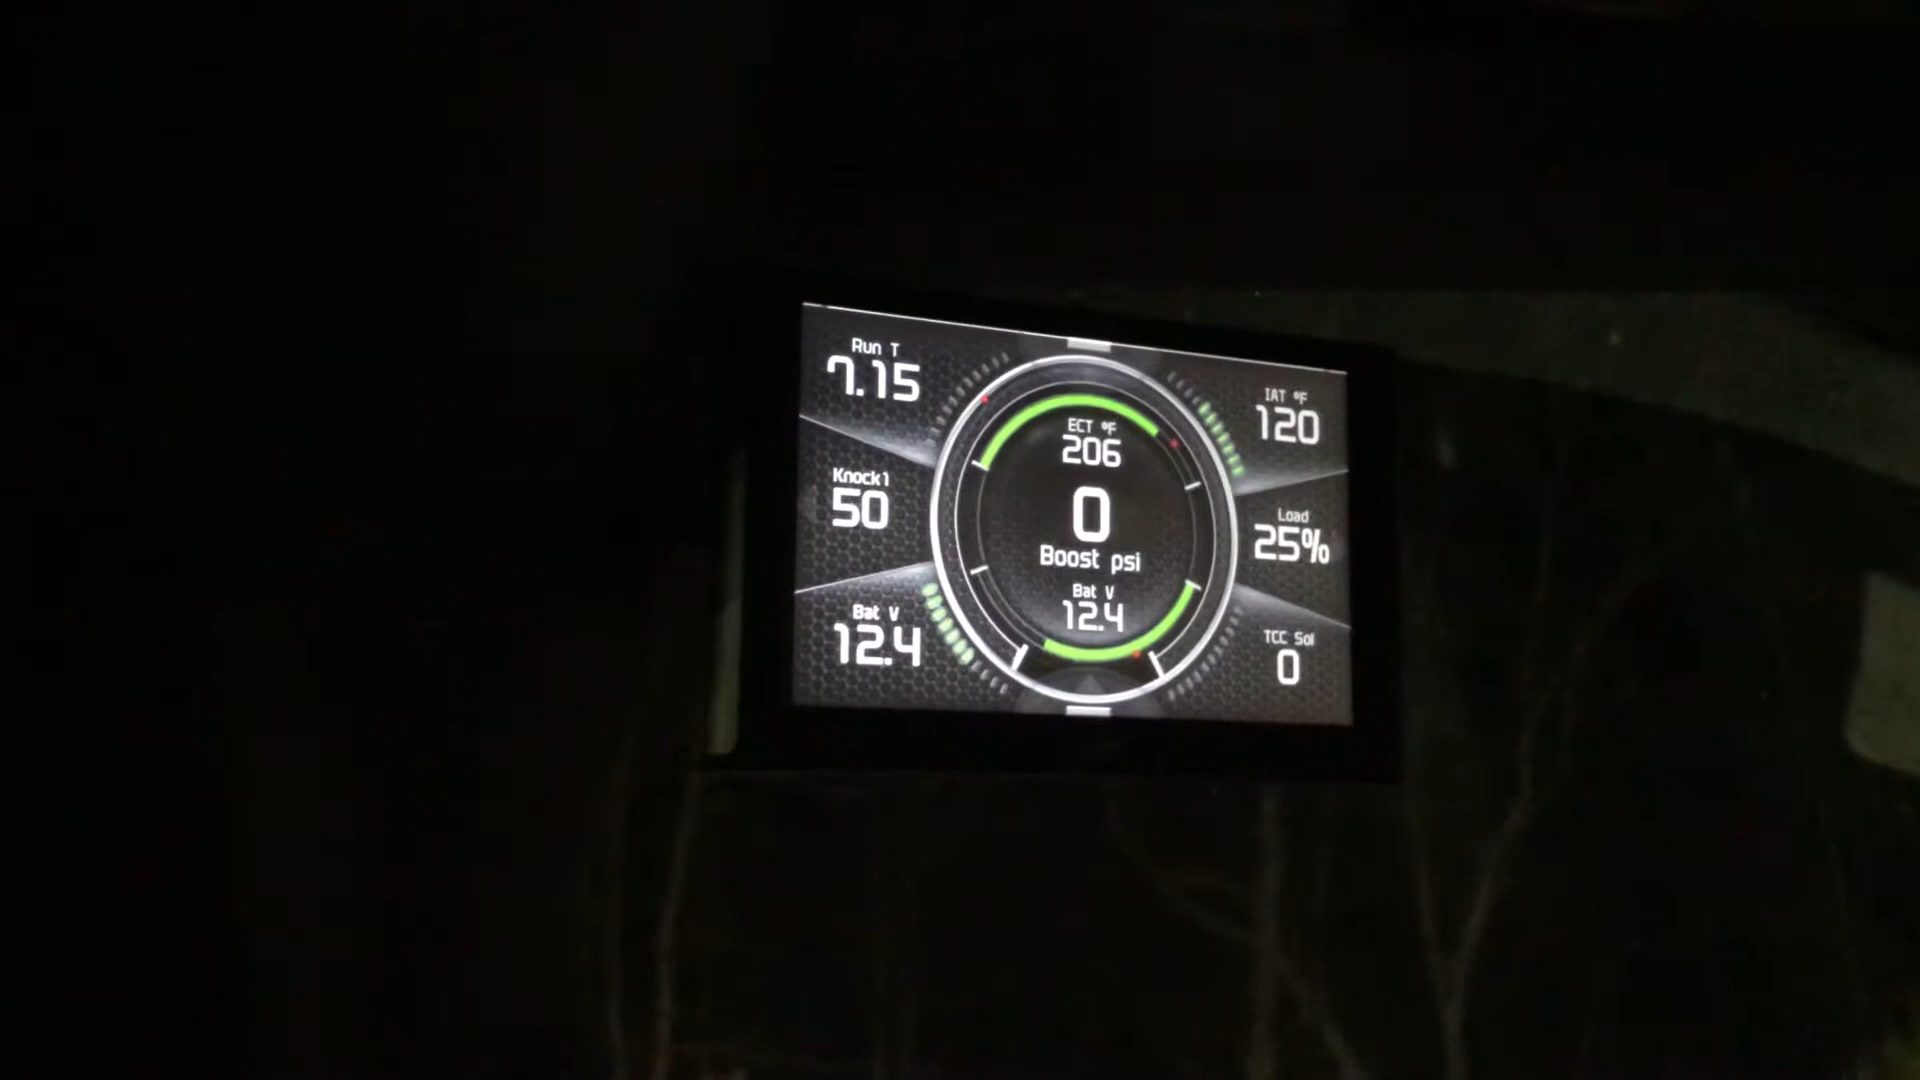 Run T
7.15
Knock1
50
Bat V
12.4
ECT °F
206
0
Boost psi
Bat V
12.4
IAT °F
120
Load
25%
TCC Sol
0